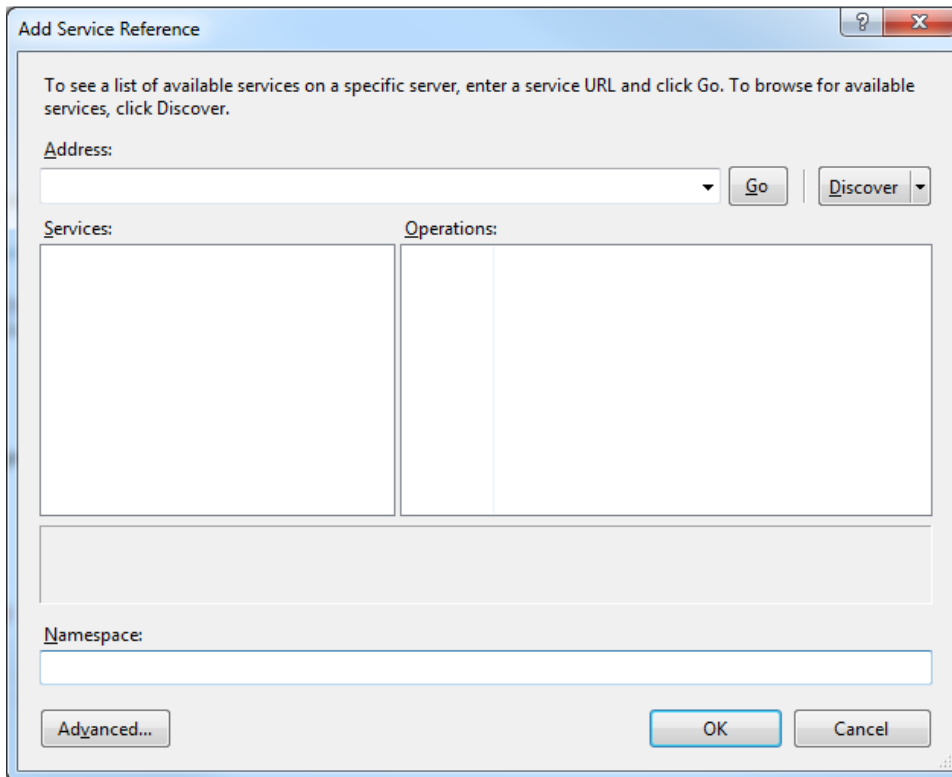 Add Service Reference
To see a list of available services on a specific server, enter a service URL and click Go. To browse for available
services, click Discover.
Address:
Go
Discover
Services:
Operations:
Namespace:
Advanced...
OK
Cancel